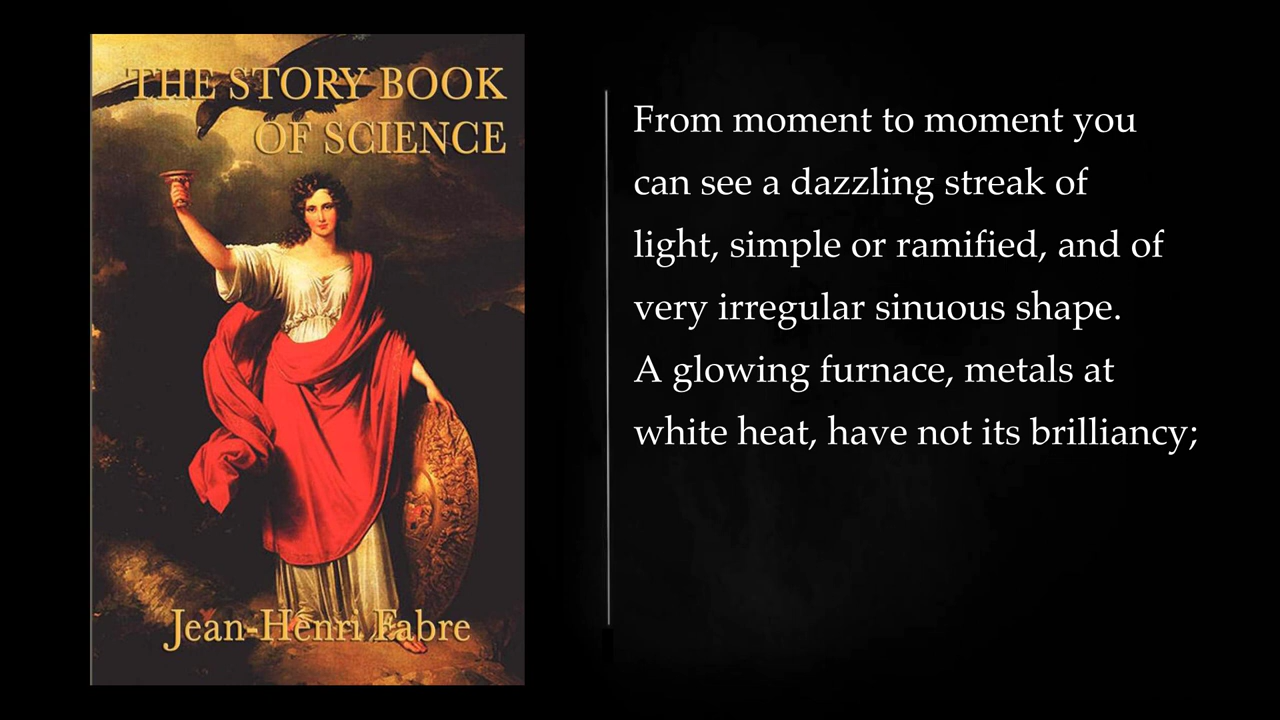 THE STORY BOOK
OF SCIENCE
Jean-Henri Fabre
From moment to moment you
can see a dazzling streak of
light, simple or ramified, and of
very irregular sinuous shape.
A glowing furnace, metals at
white heat, have not its brilliancy;